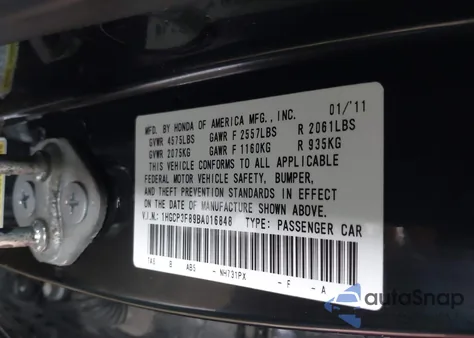 MFD. BY HONDA OF AMERICA MFG., INC. 01/'11
GVWR 4575LBS GAWR F 2557LBS R 2061LBS
GVWR 2075KG GAWR F 1160KG R 935KG
THIS VEHICLE CONFORMS TO ALL APPLICABLE
FEDERAL MOTOR VEHICLE SAFETY, BUMPER,
AND THEFT PREVENTION STANDARDS IN EFFECT
ON THE DATE OF MANUFACTURE SHOWN ABOVE.
V.I.N.: 1HGCP3F89BA016848 TYPE: PASSENGER CAR
TA5 B ABS - NH731PX - F - A
autoSnap